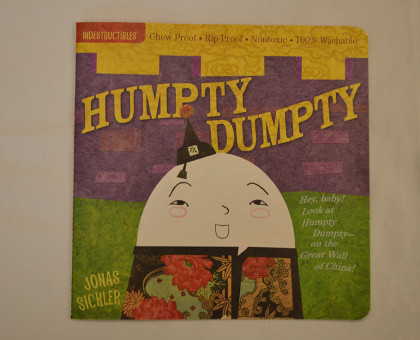 INDESTRUCTIBLES
Chew Proof • Rip Proof • Nontoxic • 100% Washable
HUMPTY
DUMPTY
Hey, baby!
Look at
Humpty
Dumpty—
on the
Great Wall
of China!
JONAS
SICKLER